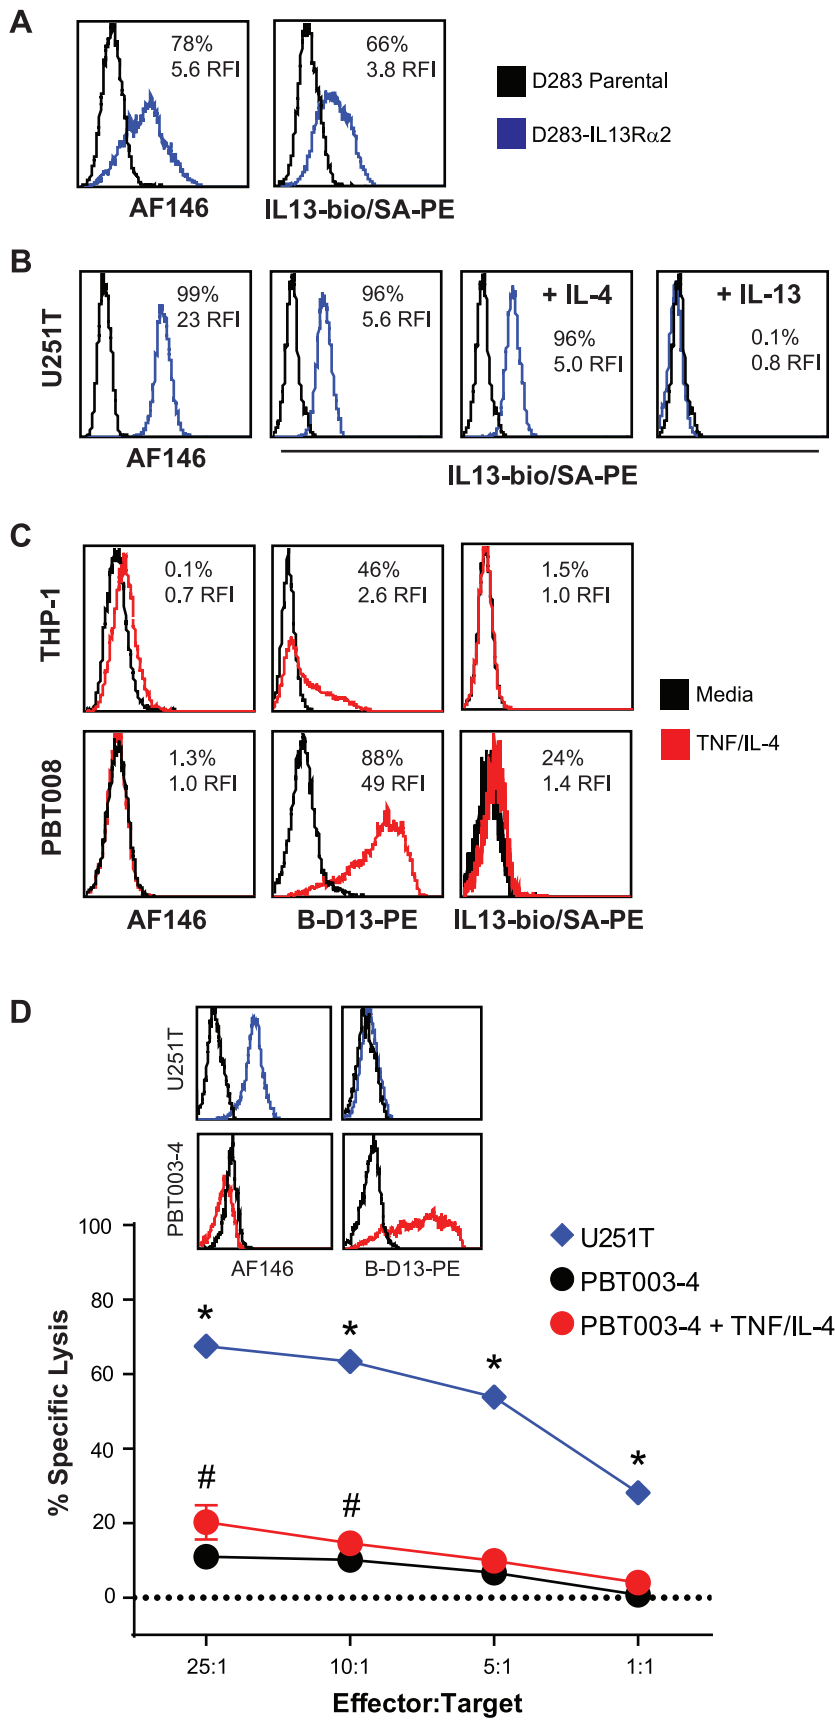 A
78%
5.6 RFI
66%
3.8 RFI
D283 Parental
D283-IL13Rα2
AF146
IL13-bio/SA-PE
B
U251T
99%
23 RFI
96%
5.6 RFI
+ IL-4
96%
5.0 RFI
+ IL-13
0.1%
0.8 RFI
AF146
IL13-bio/SA-PE
C
THP-1
0.1%
0.7 RFI
46%
2.6 RFI
1.5%
1.0 RFI
Media
TNF/IL-4
PBT008
1.3%
1.0 RFI
88%
49 RFI
24%
1.4 RFI
AF146
B-D13-PE
IL13-bio/SA-PE
D
U251T
PBT003-4
AF146
B-D13-PE
U251T
PBT003-4
PBT003-4 + TNF/IL-4
% Specific Lysis
100
80
60
40
20
0
* * * *
# #
25:1
10:1
5:1
1:1
Effector:Target